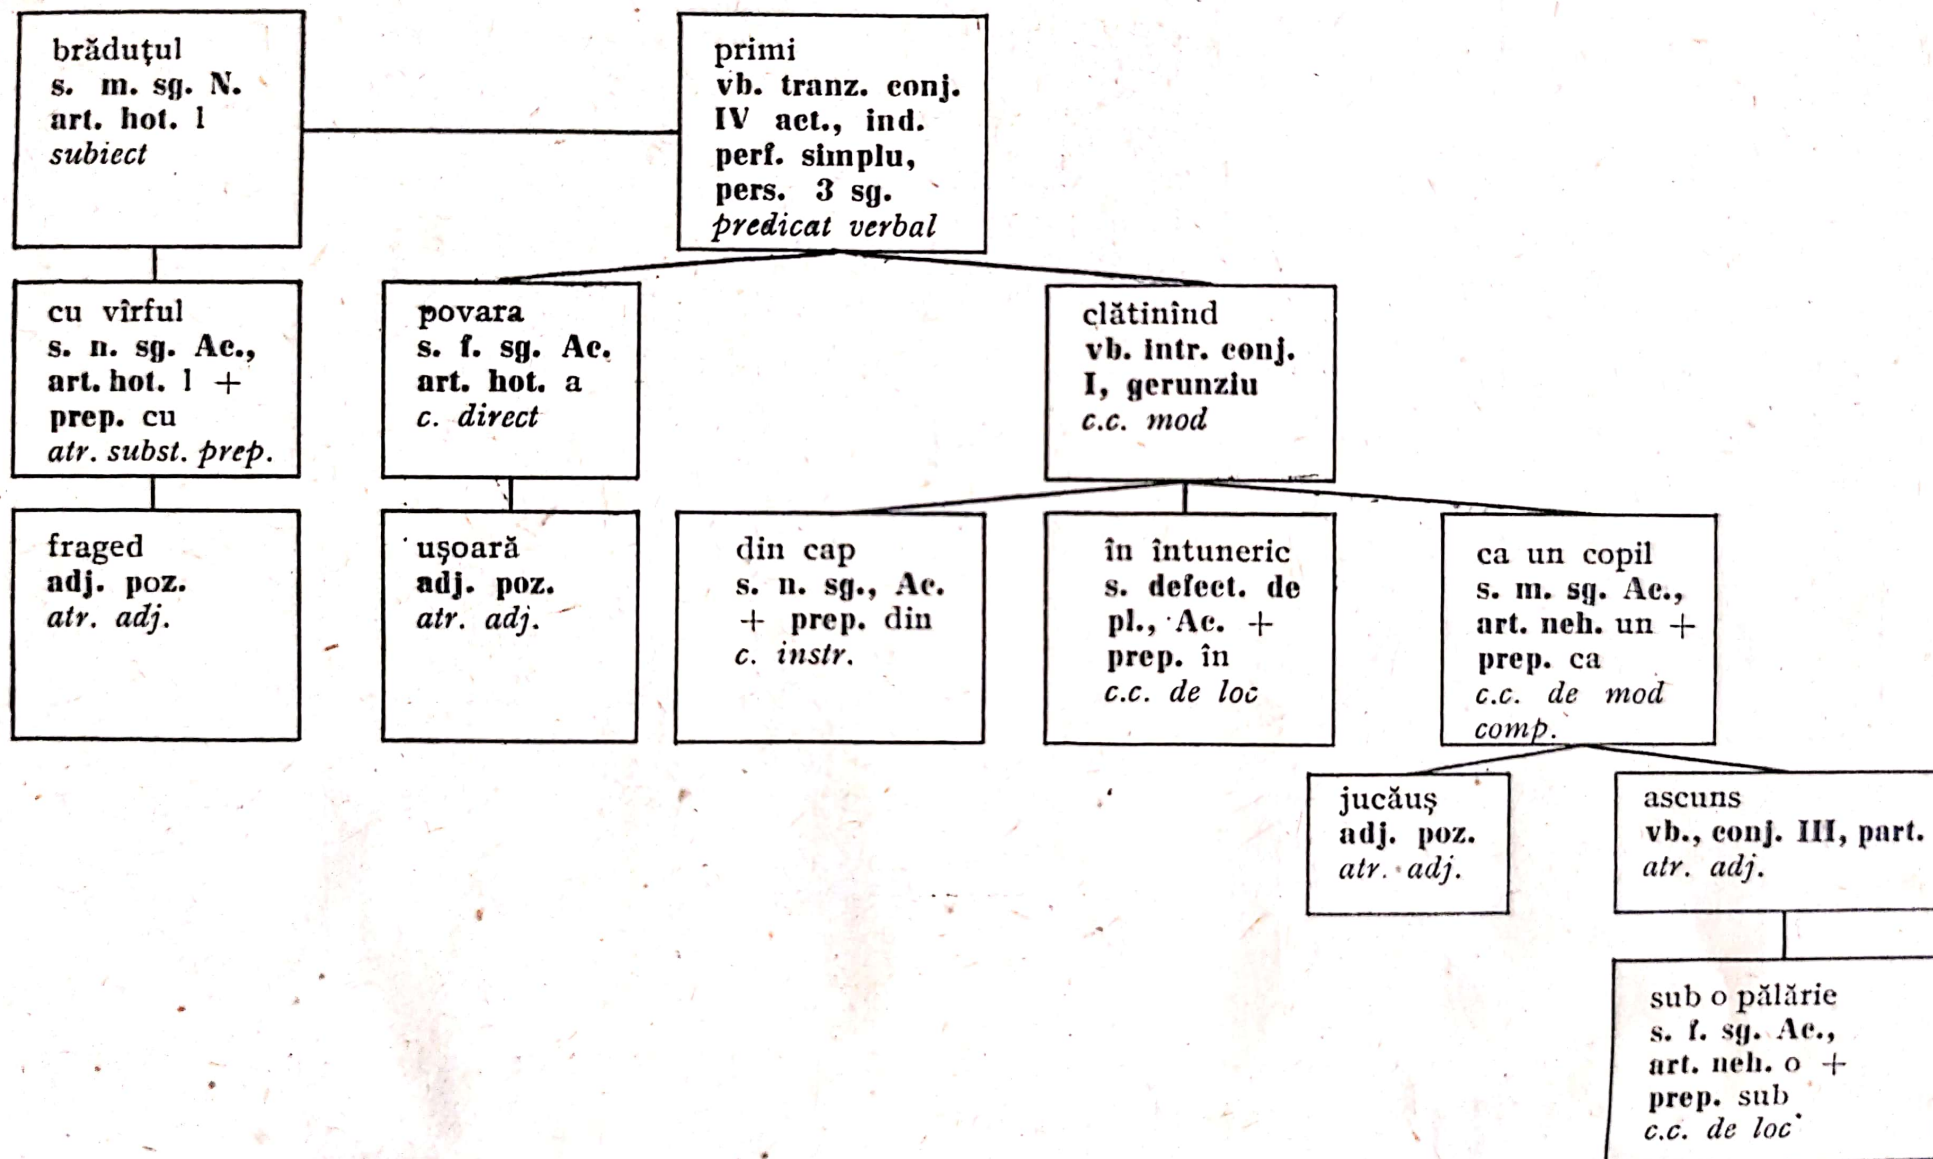 brăduţul
s. m. sg. N.
art. hot. l
subiect
primi
vb. tranz. conj.
IV act., ind.
perf. simplu,
pers. 3 sg.
predicat verbal
cu vîrful
s. n. sg. Ac.,
art. hot. l +
prep. cu
atr. subst. prep.
povara
s. f. sg. Ac.
art. hot. a
c. direct
clătinînd
vb. intr. conj.
I, gerunziu
c.c. mod
fraged
adj. poz.
atr. adj.
uşoară
adj. poz.
atr. adj.
din cap
s. n. sg., Ac.
+ prep. din
c. instr.
în întuneric
s. defect. de
pl., Ac. +
prep. în
c.c. de loc
ca un copil
s. m. sg. Ac.,
art. neh. un +
prep. ca
c.c. de mod
comp.
jucăuş
adj. poz.
atr. adj.
ascuns
vb., conj. III, part.
atr. adj.
sub o pălărie
s. f. sg. Ac.,
art. neh. o +
prep. sub
c.c. de loc